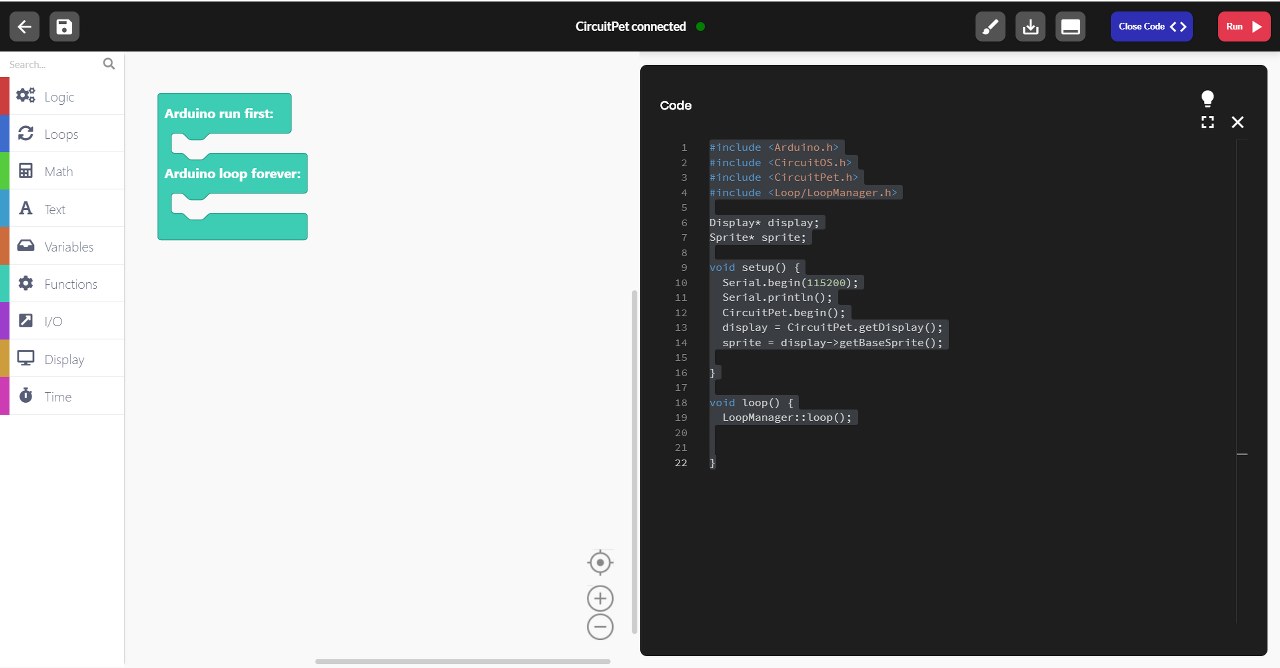 CircuitPet connected
Close Code
Run
Search...
Logic
Loops
Math
Text
Variables
Functions
I/O
Display
Time
Arduino run first:
Arduino loop forever:
Code
1 #include <Arduino.h>
2 #include <CircuitOS.h>
3 #include <CircuitPet.h>
4 #include <Loop/LoopManager.h>
5
6 Display* display;
7 Sprite* sprite;
8
9 void setup() {
10 Serial.begin(115200);
11 Serial.println();
12 CircuitPet.begin();
13 display = CircuitPet.getDisplay();
14 sprite = display->getBaseSprite();
15
16 }
17
18 void loop() {
19 LoopManager::loop();
20
21
22 }